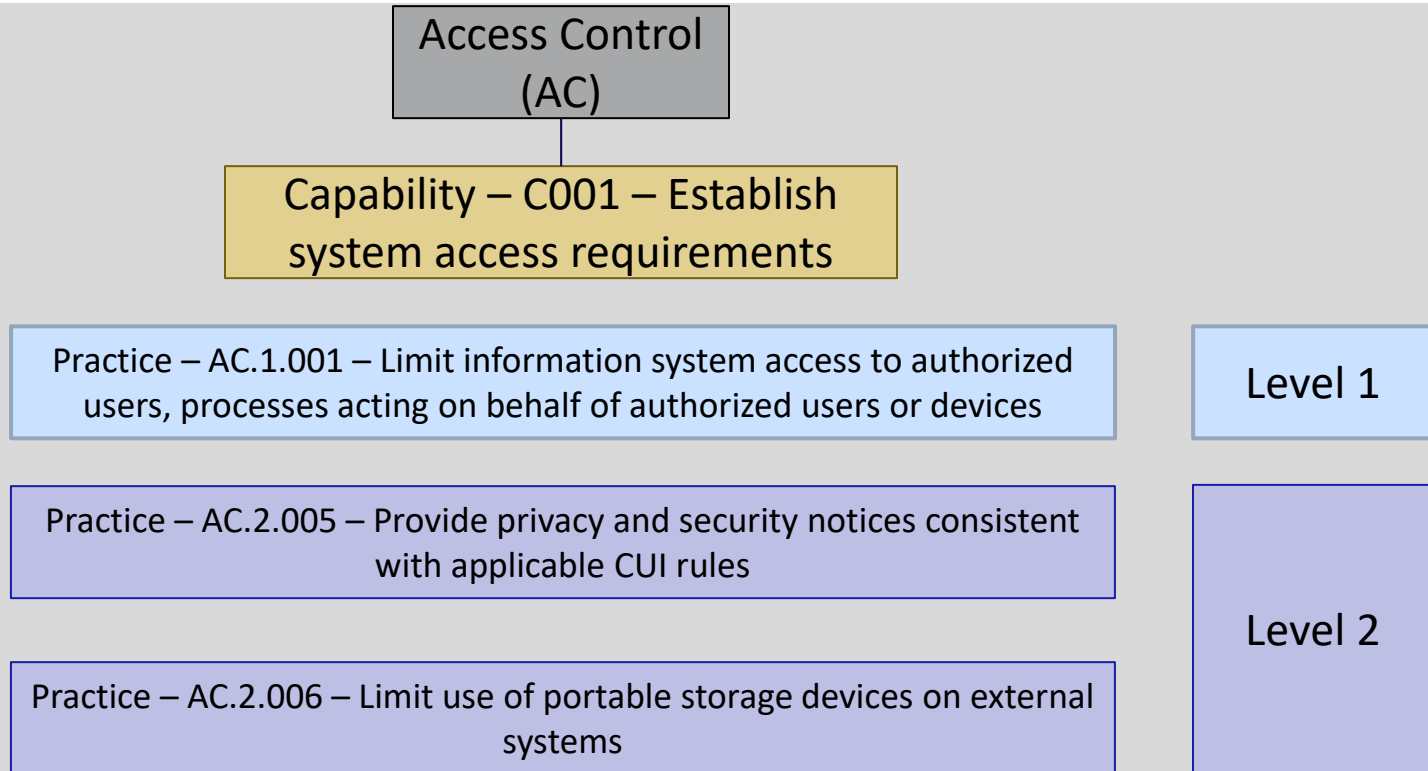 Access Control
(AC)
Capability – C001 – Establish
system access requirements
Practice – AC.1.001 – Limit information system access to authorized
users, processes acting on behalf of authorized users or devices
Level 1
Practice – AC.2.005 – Provide privacy and security notices consistent
with applicable CUI rules
Level 2
Practice – AC.2.006 – Limit use of portable storage devices on external
systems